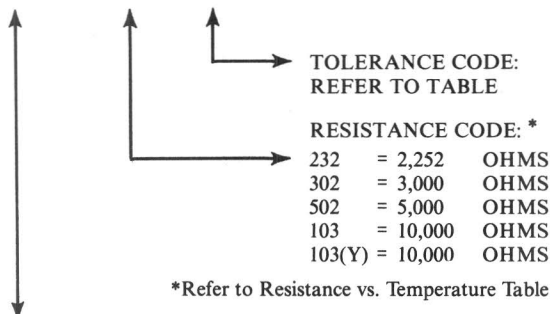 TOLERANCE CODE:
REFER TO TABLE
RESISTANCE CODE: *
232 = 2,252 OHMS
302 = 3,000 OHMS
502 = 5,000 OHMS
103 = 10,000 OHMS
103(Y) = 10,000 OHMS
*Refer to Resistance vs. Temperature Table